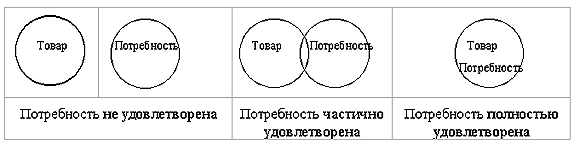 Товар
Потребность
Товар
Потребность
Товар
Потребность
Потребность не удовлетворена
Потребность частично
удовлетворена
Потребность полностью
удовлетворена